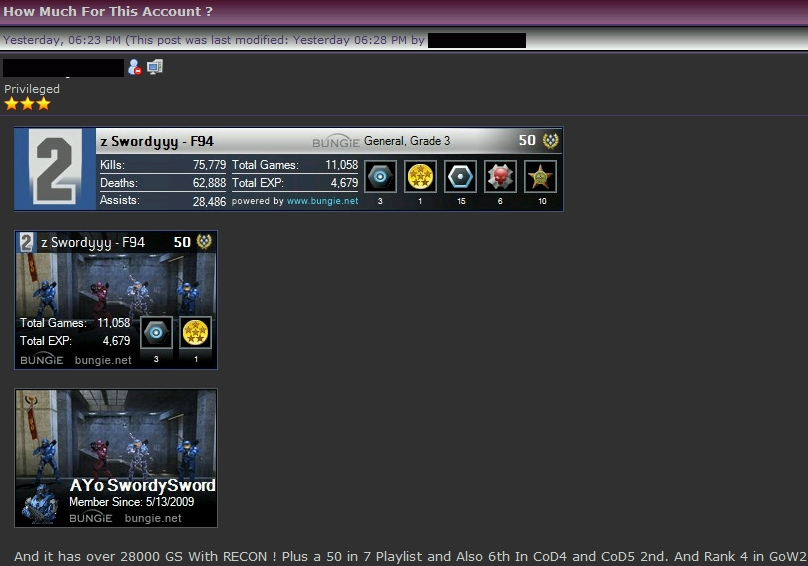 How Much For This Account ?
Yesterday, 06:23 PM (This post was last modified: Yesterday 06:28 PM by
Privileged
2 z Swordyyy - F94 BUNGIE General, Grade 3 50
Kills: 75,779 Total Games: 11,058
Deaths: 62,888 Total EXP: 4,679
Assists: 28,486 powered by www.bungie.net 3 1 15 6 10
2 z Swordyyy - F94 50
Total Games: 11,058
Total EXP: 4,679
BUNGIE bungie.net 3 1
AYo SwordySword
Member Since: 5/13/2009
BUNGIE bungie.net
And it has over 28000 GS With RECON ! Plus a 50 in 7 Playlist and Also 6th In CoD4 and CoD5 2nd. And Rank 4 in GoW2